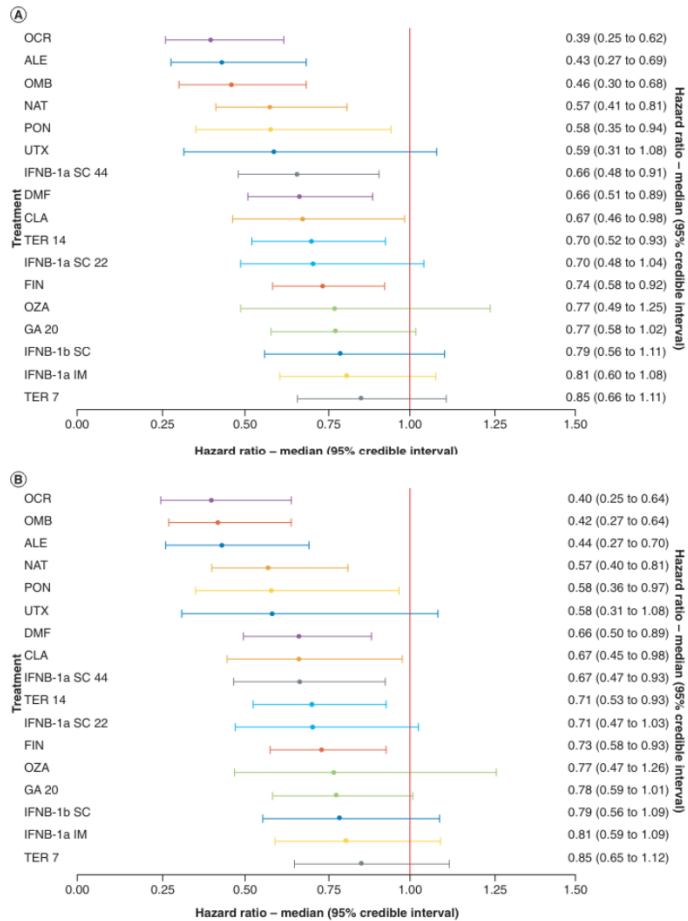 A
OCR 0.39 (0.25 to 0.62)
ALE 0.43 (0.27 to 0.69)
OMB 0.46 (0.30 to 0.68)
NAT 0.57 (0.41 to 0.81)
PON 0.58 (0.35 to 0.94)
UTX 0.59 (0.31 to 1.08)
IFNB-1a SC 44 0.66 (0.48 to 0.91)
DMF 0.66 (0.51 to 0.89)
CLA 0.67 (0.46 to 0.98)
TER 14 0.70 (0.52 to 0.93)
IFNB-1a SC 22 0.70 (0.48 to 1.04)
FIN 0.74 (0.58 to 0.92)
OZA 0.77 (0.49 to 1.25)
GA 20 0.77 (0.58 to 1.02)
IFNB-1b SC 0.79 (0.56 to 1.11)
IFNB-1a IM 0.81 (0.60 to 1.08)
TER 7 0.85 (0.66 to 1.11)
Treatment
Hazard ratio – median (95% credible interval)
0.00 0.25 0.50 0.75 1.00 1.25 1.50
Hazard ratio – median (95% credible interval)
B
OCR 0.40 (0.25 to 0.64)
OMB 0.42 (0.27 to 0.64)
ALE 0.44 (0.27 to 0.70)
NAT 0.57 (0.40 to 0.81)
PON 0.58 (0.36 to 0.97)
UTX 0.58 (0.31 to 1.08)
DMF 0.66 (0.50 to 0.89)
CLA 0.67 (0.45 to 0.98)
IFNB-1a SC 44 0.67 (0.47 to 0.93)
TER 14 0.71 (0.53 to 0.93)
IFNB-1a SC 22 0.71 (0.47 to 1.03)
FIN 0.73 (0.58 to 0.93)
OZA 0.77 (0.47 to 1.26)
GA 20 0.78 (0.59 to 1.01)
IFNB-1b SC 0.79 (0.56 to 1.09)
IFNB-1a IM 0.81 (0.59 to 1.09)
TER 7 0.85 (0.65 to 1.12)
Treatment
Hazard ratio – median (95% credible interval)
0.00 0.25 0.50 0.75 1.00 1.25 1.50
Hazard ratio – median (95% credible interval)